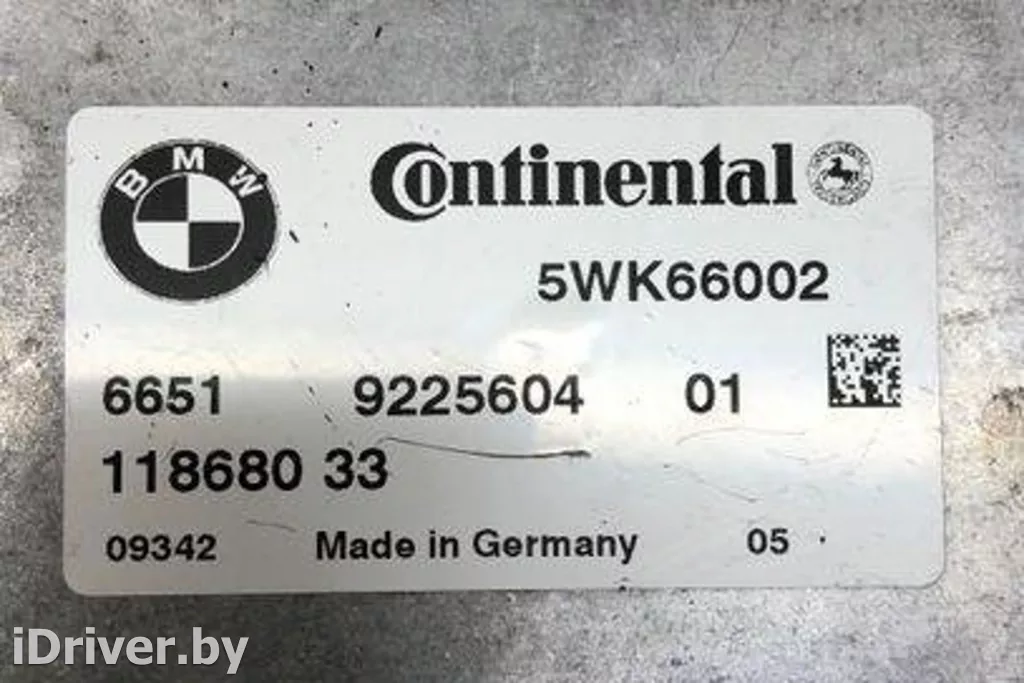 BMW
Continental
5WK66002
6651 9225604 01
118680 33
09342 Made in Germany 05
iDriver.by